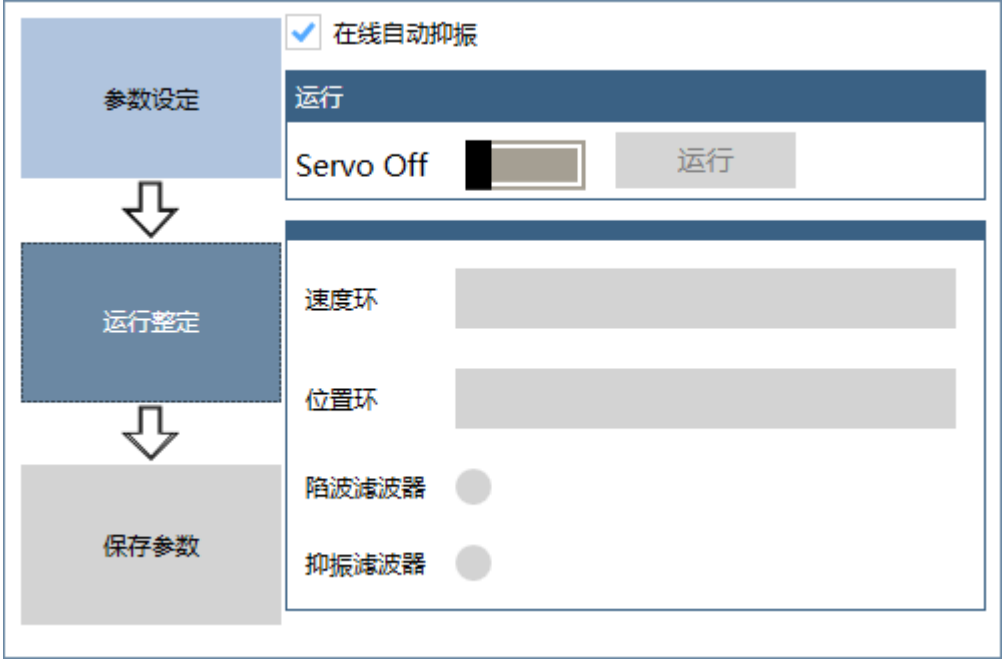 在线自动抑振
参数设定
运行
Servo Off
运行
运行整定
速度环
位置环
陷波滤波器
保存参数
抑振滤波器